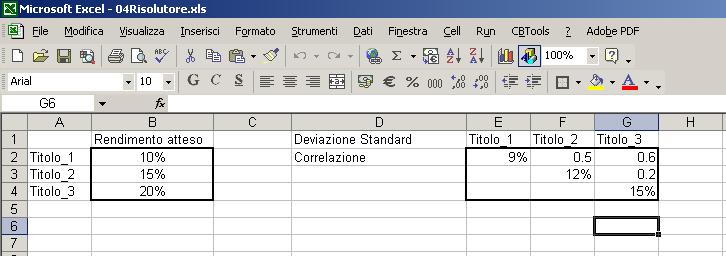 Microsoft Excel - 04Risolutore.xls
File Modifica Visualizza Inserisci Formato Strumenti Dati Finestra Cell Run CBTools ? Adobe PDF
Σ 100%
Arial 10 G C S € % 000
G6 fx
A B C D E F G H
1 Rendimento atteso Deviazione Standard Titolo_1 Titolo_2 Titolo_3
2 Titolo_1 10% Correlazione 9% 0.5 0.6
3 Titolo_2 15% 12% 0.2
4 Titolo_3 20% 15%
5
6
7